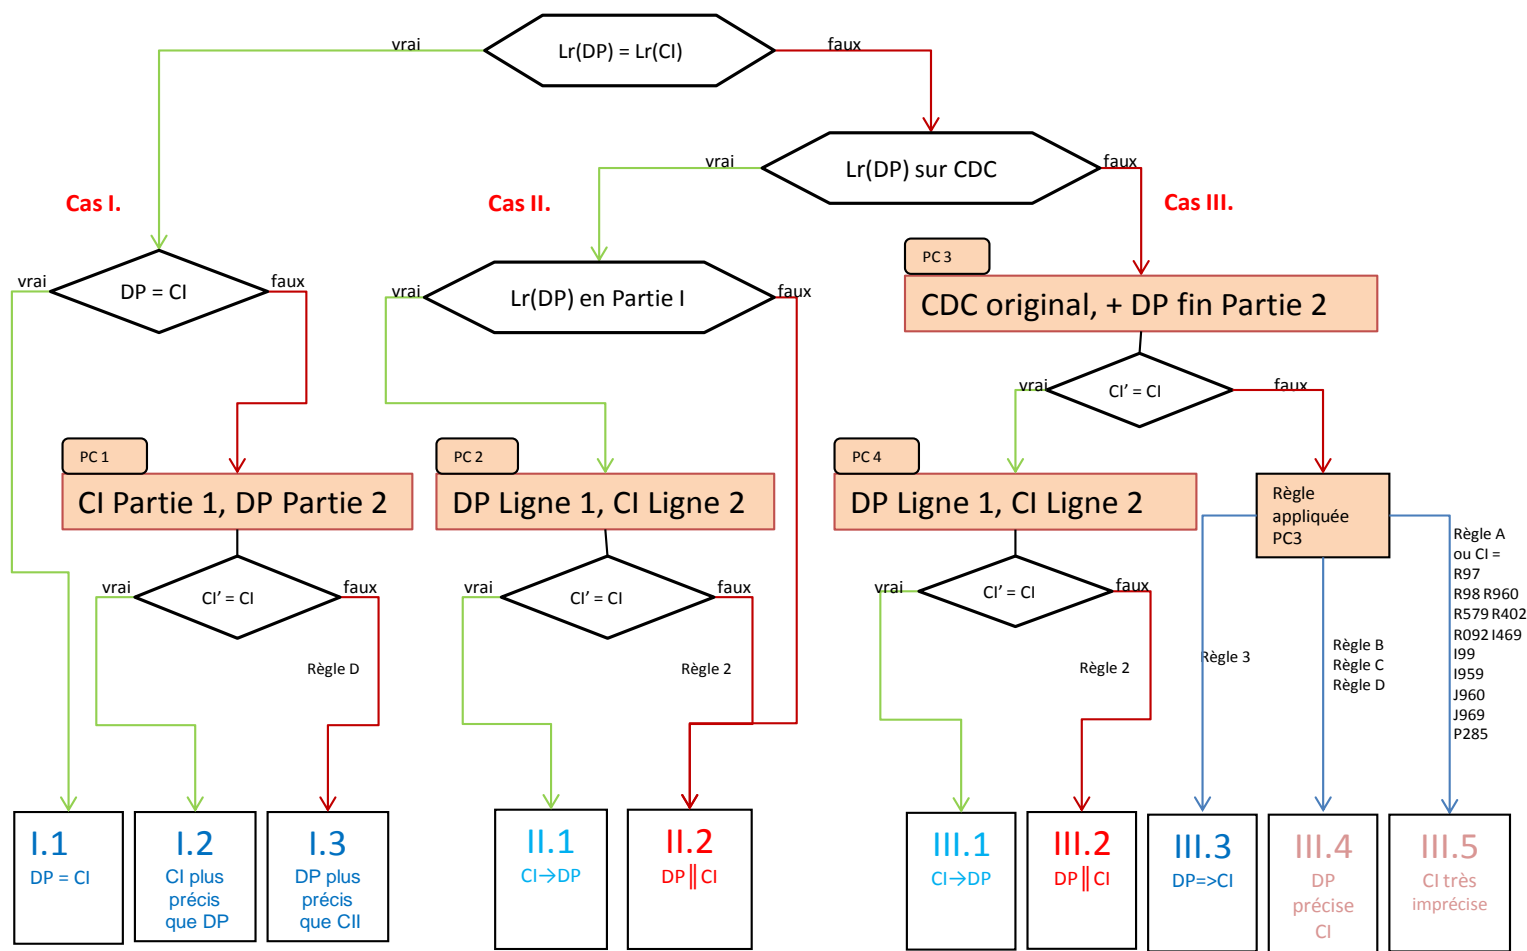 Lr(DP) = Lr(CI)
vrai
faux
Lr(DP) sur CDC
vrai
faux
Cas I.
Cas II.
Cas III.
DP = CI
vrai
faux
Lr(DP) en Partie I
vrai
faux
PC 3
CDC original, + DP fin Partie 2
CI’ = CI
vrai
faux
PC 1
CI Partie 1, DP Partie 2
PC 2
DP Ligne 1, CI Ligne 2
PC 4
DP Ligne 1, CI Ligne 2
Règle
appliquée
PC3
CI’ = CI
vrai
faux
CI’ = CI
vrai
faux
CI’ = CI
vrai
faux
Règle D
Règle 2
Règle 2
Règle 3
Règle B
Règle C
Règle D
Règle A
ou CI =
R97
R98 R960
R579 R402
R092 I469
I99
I959
J960
J969
P285
I.1
DP = CI
I.2
CI plus
précis
que DP
I.3
DP plus
précis
que CII
II.1
CI→DP
II.2
DP║CI
III.1
CI→DP
III.2
DP║CI
III.3
DP=>CI
III.4
DP
précise
CI
III.5
CI très
imprécise